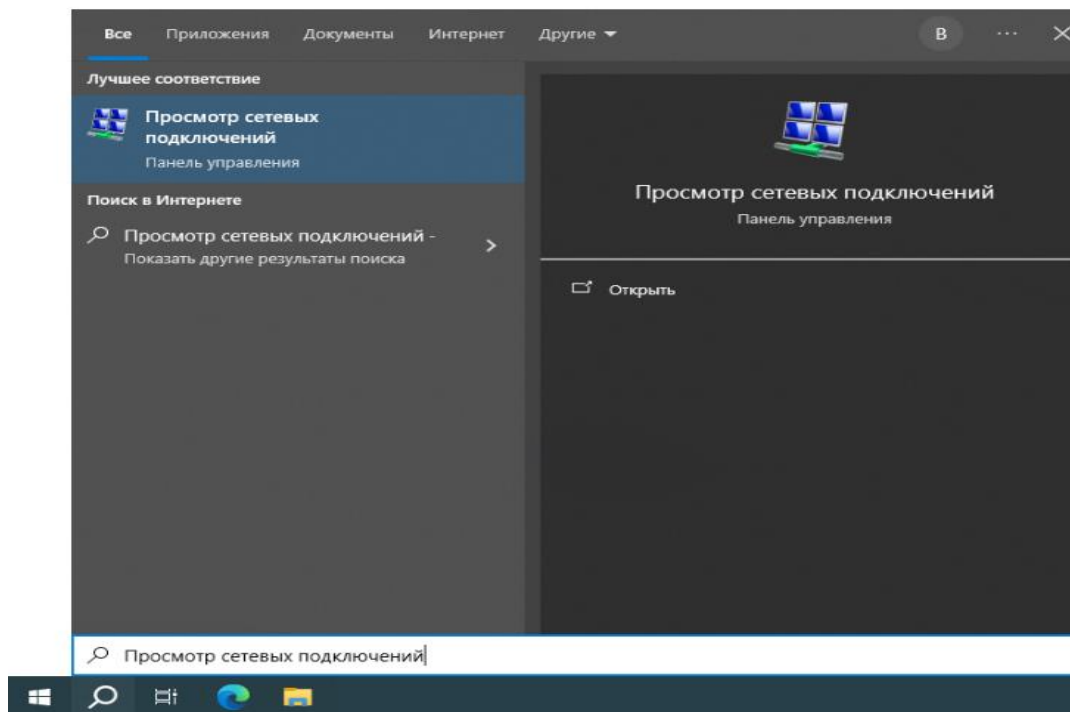 Все Приложения Документы Интернет Другие B ...
Лучшее соответствие
Просмотр сетевых
подключений
Панель управления
Поиск в Интернете
Просмотр сетевых подключений -
Показать другие результаты поиска
Просмотр сетевых подключений
Панель управления
Открыть
Просмотр сетевых подключений